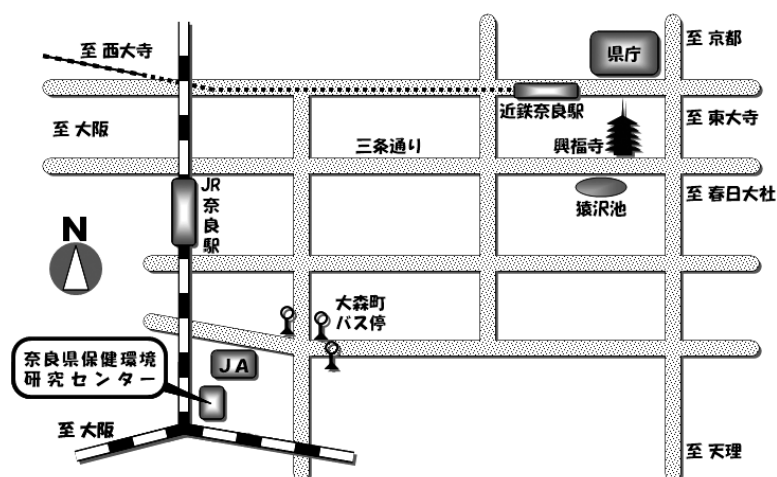 至 西大寺
至 京都
県庁
近鉄奈良駅
至 東大寺
至 大阪
三条通り
興福寺
JR
奈
良
駅
至 春日大社
猿沢池
N
大森町
バス停
奈良県保健環境
研究センター
JA
至 大阪
至 天理